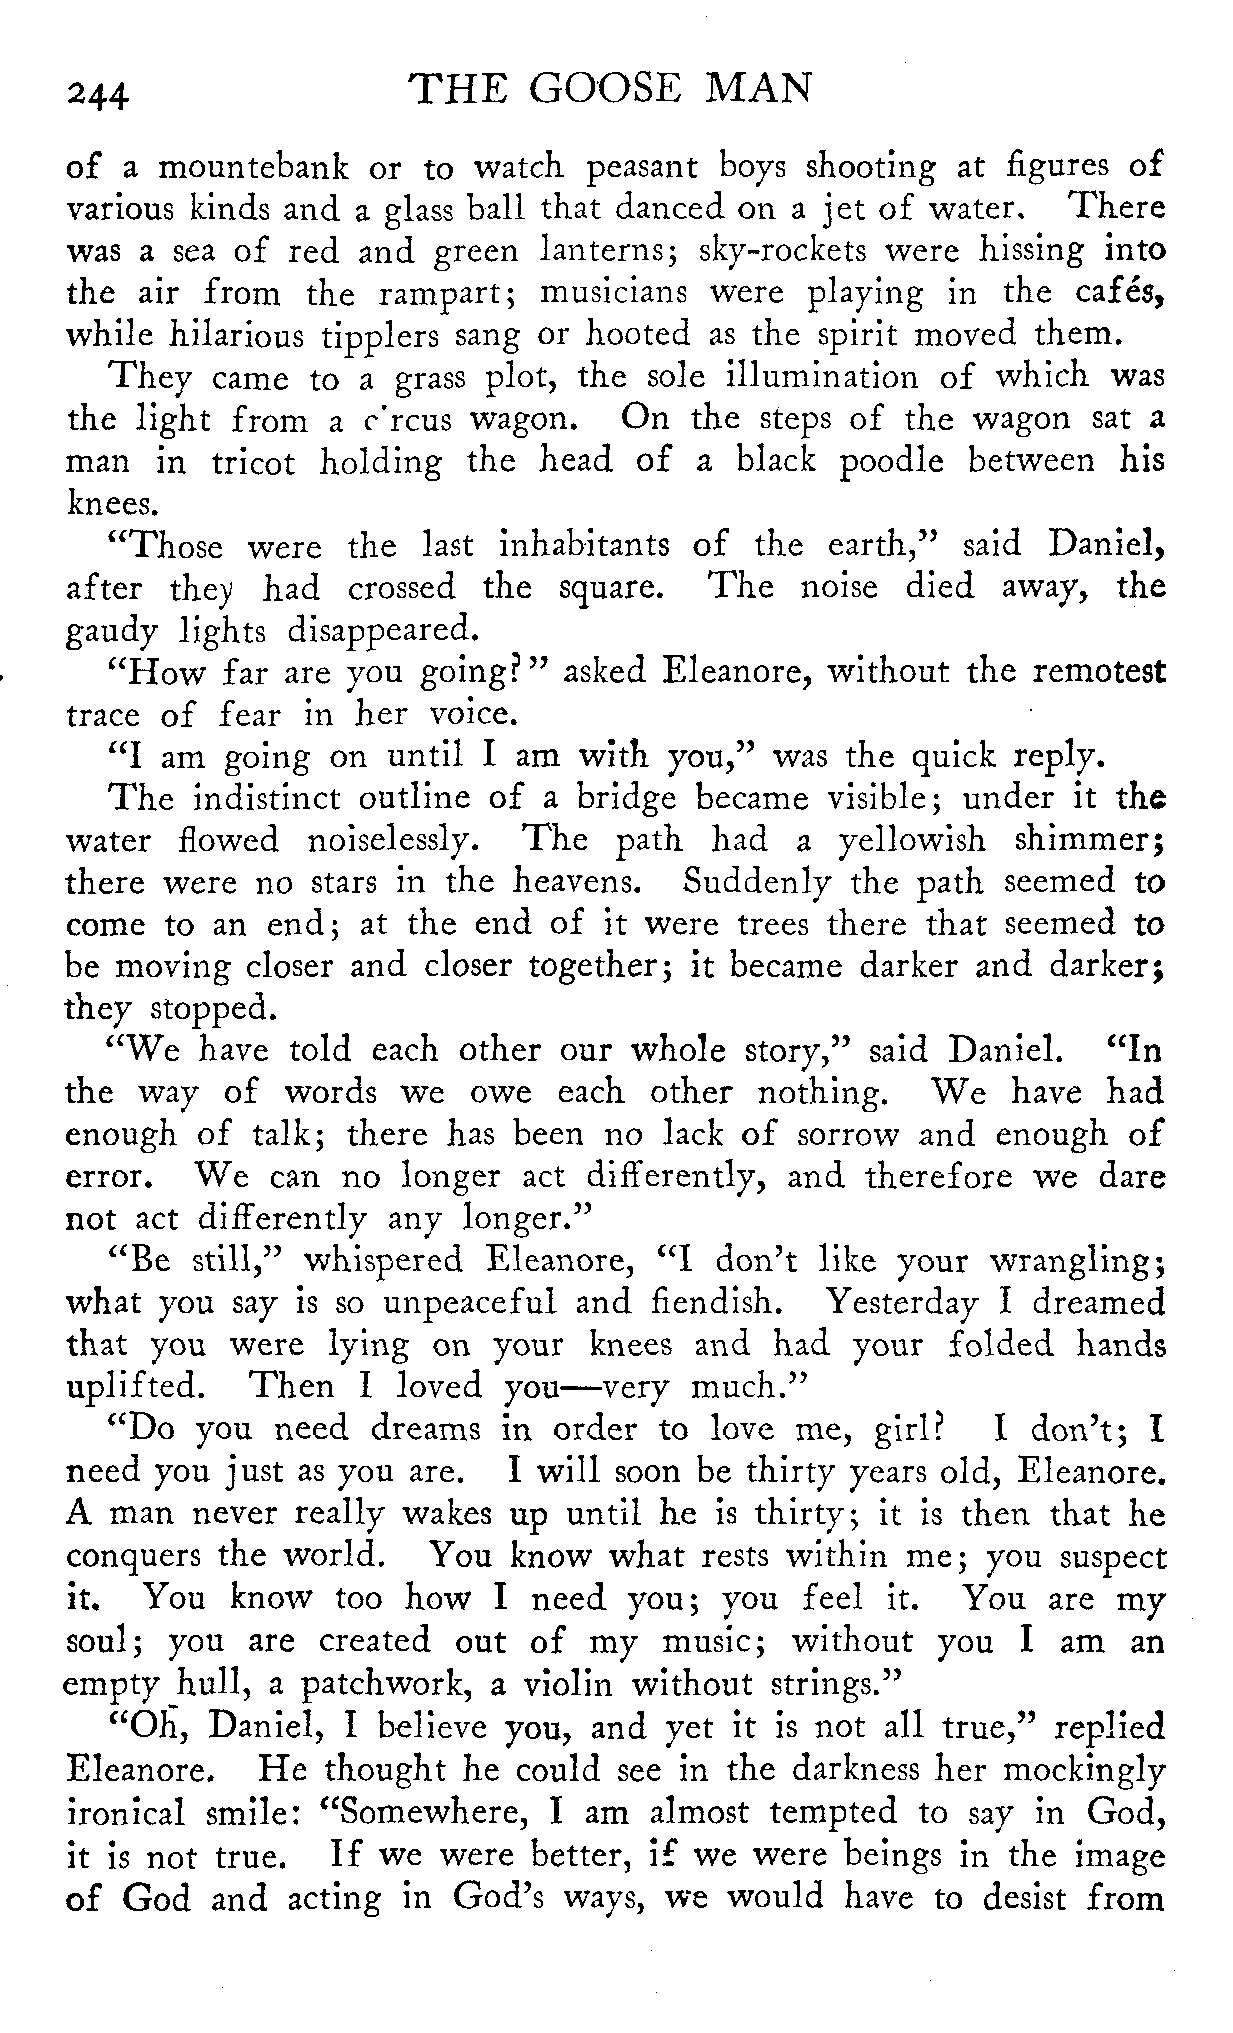 244 THE GOOSE MAN
of a mountebank or to watch peasant boys shooting at figures of
various kinds and a glass ball that danced on a jet of water. There
was a sea of red and green lanterns; sky-rockets were hissing into
the air from the rampart; musicians were playing in the cafés,
while hilarious tipplers sang or hooted as the spirit moved them.
They came to a grass plot, the sole illumination of which was
the light from a c'rcus wagon. On the steps of the wagon sat a
man in tricot holding the head of a black poodle between his
knees.
“Those were the last inhabitants of the earth,” said Daniel,
after they had crossed the square. The noise died away, the
gaudy lights disappeared.
“How far are you going?” asked Eleanore, without the remotest
trace of fear in her voice.
“I am going on until I am with you,” was the quick reply.
The indistinct outline of a bridge became visible; under it the
water flowed noiselessly. The path had a yellowish shimmer;
there were no stars in the heavens. Suddenly the path seemed to
come to an end; at the end of it were trees there that seemed to
be moving closer and closer together; it became darker and darker;
they stopped.
“We have told each other our whole story,” said Daniel. “In
the way of words we owe each other nothing. We have had
enough of talk; there has been no lack of sorrow and enough of
error. We can no longer act differently, and therefore we dare
not act differently any longer.”
“Be still,” whispered Eleanore, “I don’t like your wrangling;
what you say is so unpeaceful and fiendish. Yesterday I dreamed
that you were lying on your knees and had your folded hands
uplifted. Then I loved you—very much.”
“Do you need dreams in order to love me, girl? I don’t; I
need you just as you are. I will soon be thirty years old, Eleanore.
A man never really wakes up until he is thirty; it is then that he
conquers the world. You know what rests within me; you suspect
it. You know too how I need you; you feel it. You are my
soul; you are created out of my music; without you I am an
empty hull, a patchwork, a violin without strings.”
“Oh, Daniel, I believe you, and yet it is not all true,” replied
Eleanore. He thought he could see in the darkness her mockingly
ironical smile: “Somewhere, I am almost tempted to say in God,
it is not true. If we were better, if we were beings in the image
of God and acting in God’s ways, we would have to desist from